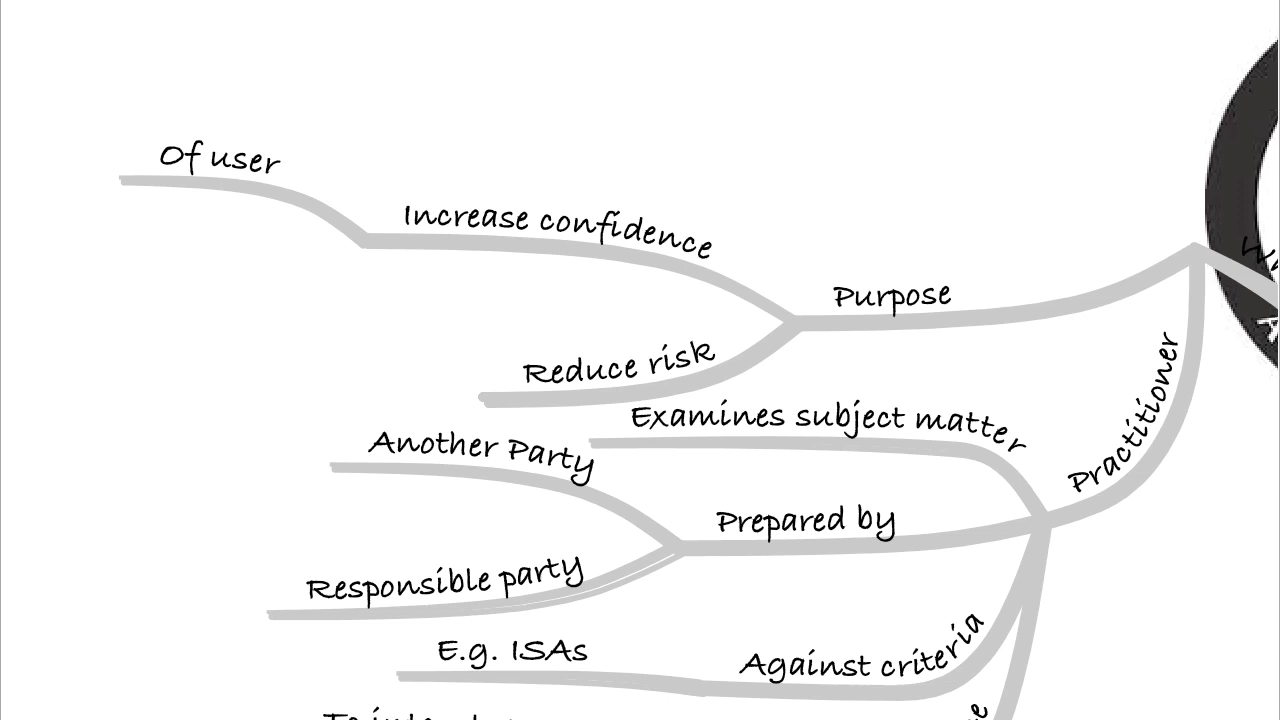 Of user
Increase confidence
Purpose
Reduce risk
Practitioner
Examines subject matter
Another Party
Prepared by
Responsible party
E.g. ISAs
Against criteria